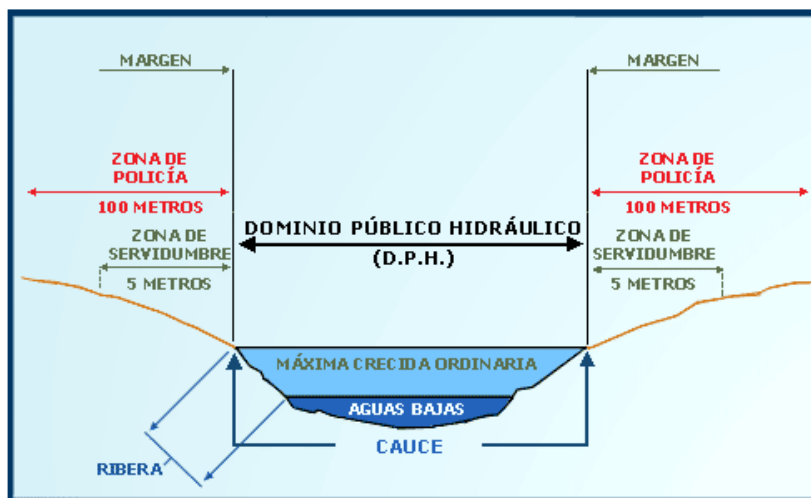 MARGEN
MARGEN
ZONA DE
POLICÍA
100 METROS
ZONA DE
POLICÍA
100 METROS
DOMINIO PÚBLICO HIDRÁULICO
(D.P.H.)
ZONA DE
SERVIDUMBRE
5 METROS
ZONA DE
SERVIDUMBRE
5 METROS
MÁXIMA CRECIDA ORDINARIA
AGUAS BAJAS
CAUCE
RIBERA